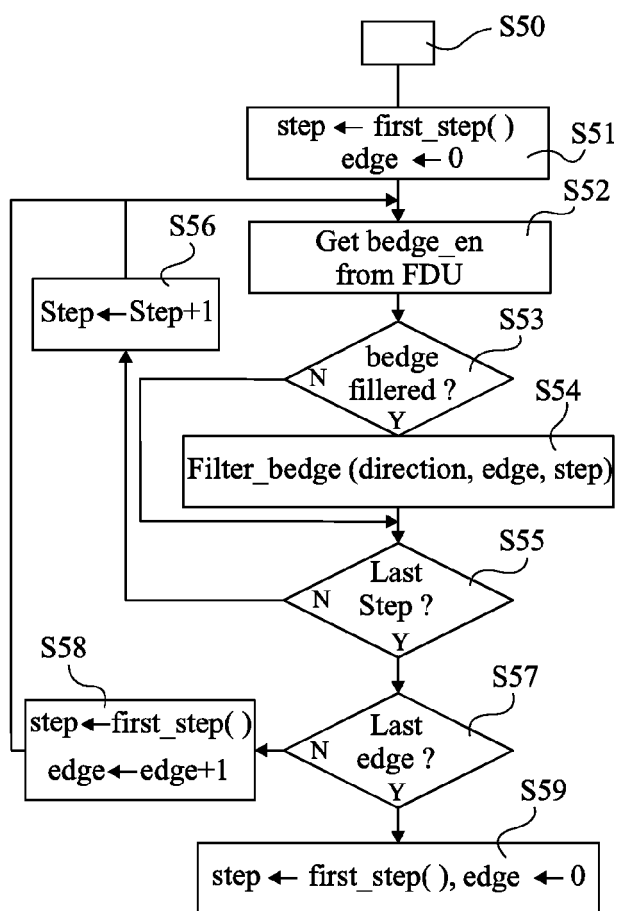 S50
step ← first_step( )
edge ← 0
S51
S52
Get bedge_en
from FDU
S56
Step←Step+1
S53
bedge
fillered ?
N
Y
S54
Filter_bedge (direction, edge, step)
S55
Last
Step ?
N
Y
S58
step←first_step( )
edge←edge+1
S57
Last
edge ?
N
Y
S59
step ← first_step( ), edge ← 0